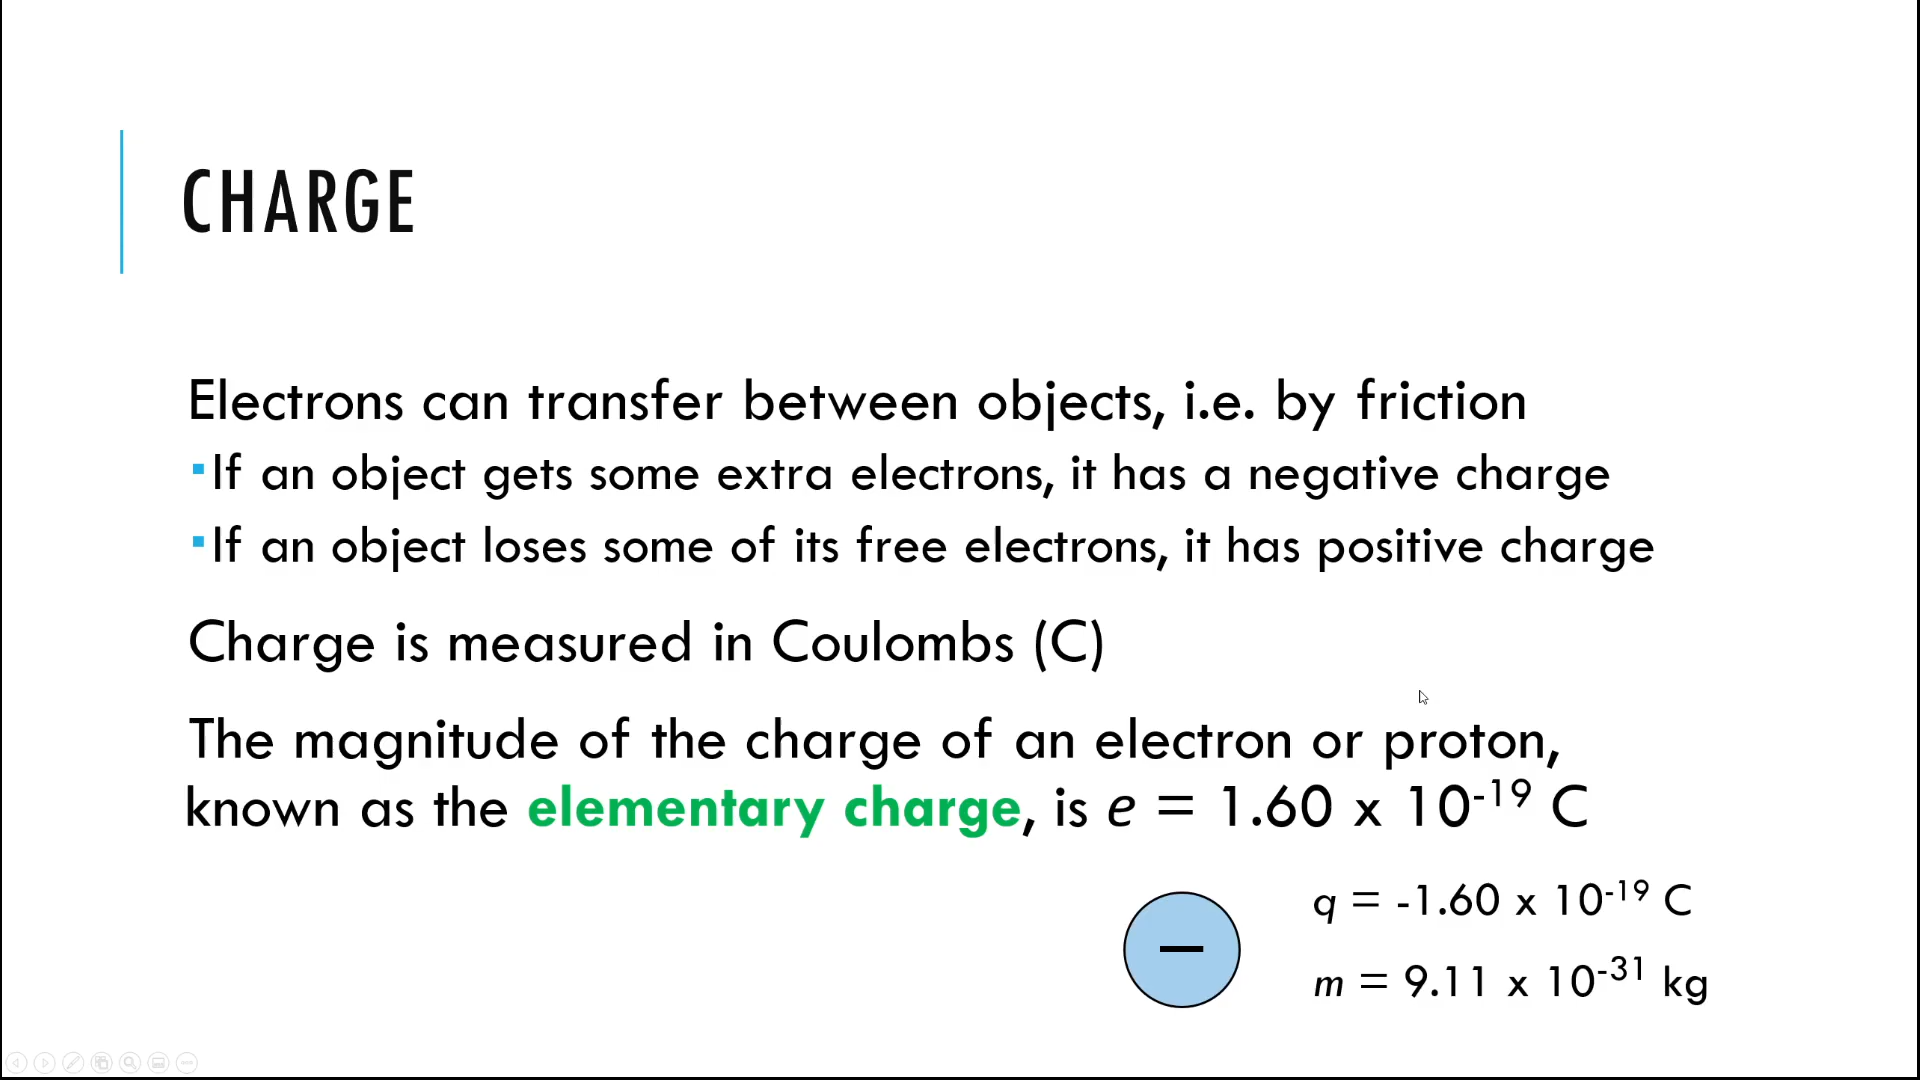 CHARGE
Electrons can transfer between objects, i.e. by friction
▪If an object gets some extra electrons, it has a negative charge
▪If an object loses some of its free electrons, it has positive charge
Charge is measured in Coulombs (C)
The magnitude of the charge of an electron or proton,
known as the elementary charge, is e = 1.60 x 10⁻¹⁹ C
q = -1.60 x 10⁻¹⁹ C
–
m = 9.11 x 10⁻³¹ kg